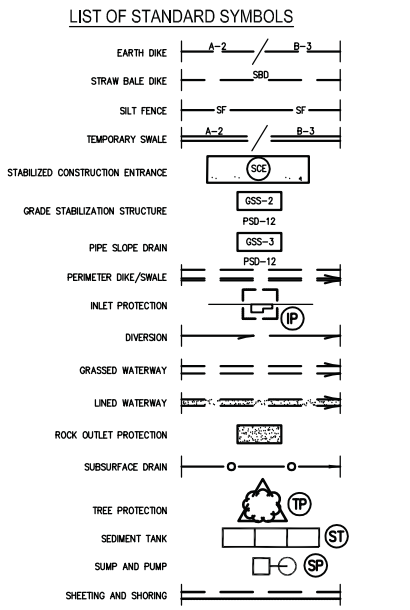 LIST OF STANDARD SYMBOLS
EARTH DIKE A-2 B-3
STRAW BALE DIKE SBD
SILT FENCE SF SF
TEMPORARY SWALE A-2 B-3
STABILIZED CONSTRUCTION ENTRANCE SCE
GRADE STABILIZATION STRUCTURE GSS-2
PSD-12
PIPE SLOPE DRAIN GSS-3
PSD-12
PERIMETER DIKE/SWALE
INLET PROTECTION IP
DIVERSION
GRASSED WATERWAY
LINED WATERWAY
ROCK OUTLET PROTECTION
SUBSURFACE DRAIN
TREE PROTECTION TP
SEDIMENT TANK ST
SUMP AND PUMP SP
SHEETING AND SHORING